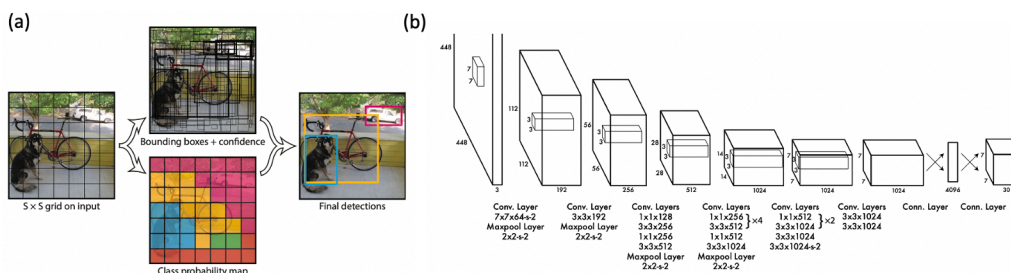 (a)
S × S grid on input
Bounding boxes + confidence
Class probability map
Final detections
(b)
448
448
7
7
3
112
112
3
3
192
56
56
3
3
256
28
28
3
3
512
14
14
3
3
1024
7
7
3
3
1024
7
7
1024
4096
7
7
30
Conv. Layer
7x7x64-s-2
Maxpool Layer
2x2-s-2
Conv. Layer
3x3x192
Maxpool Layer
2x2-s-2
Conv. Layers
1x1x128
3x3x256
1x1x256
3x3x512
Maxpool Layer
2x2-s-2
Conv. Layers
1x1x256
3x3x512
} ×4
1x1x512
3x3x1024
Maxpool Layer
2x2-s-2
Conv. Layers
1x1x512
3x3x1024
} ×2
3x3x1024
3x3x1024-s-2
Conv. Layers
3x3x1024
3x3x1024
Conn. Layer
Conn. Layer